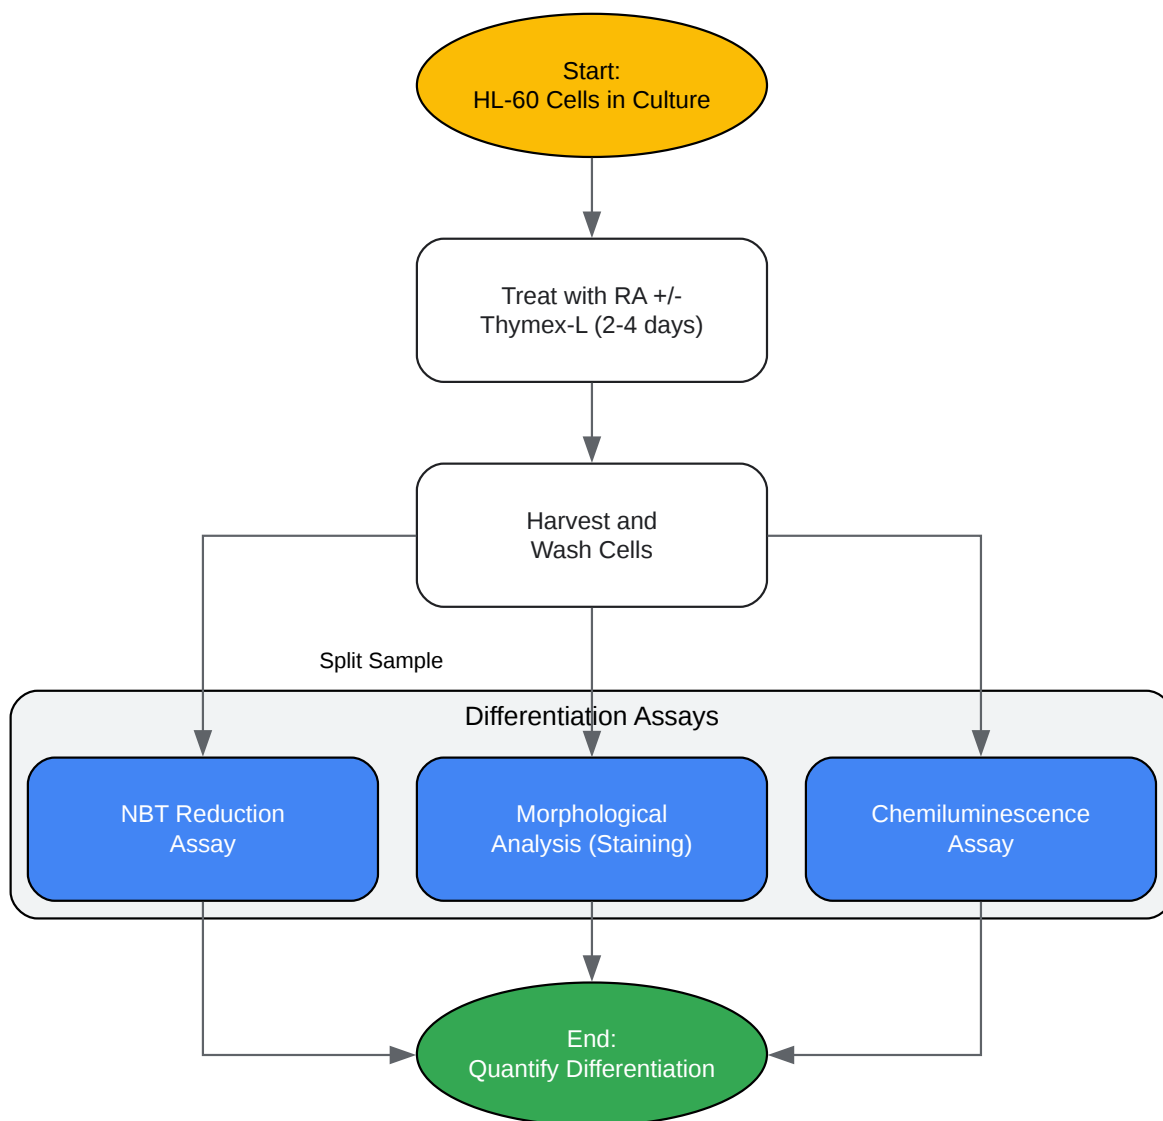 Start:
HL-60 Cells in Culture
Treat with RA +/-
Thymex-L (2-4 days)
Harvest and
Wash Cells
Split Sample
Differentiation Assays
NBT Reduction
Assay
Morphological
Analysis (Staining)
Chemiluminescence
Assay
End:
Quantify Differentiation